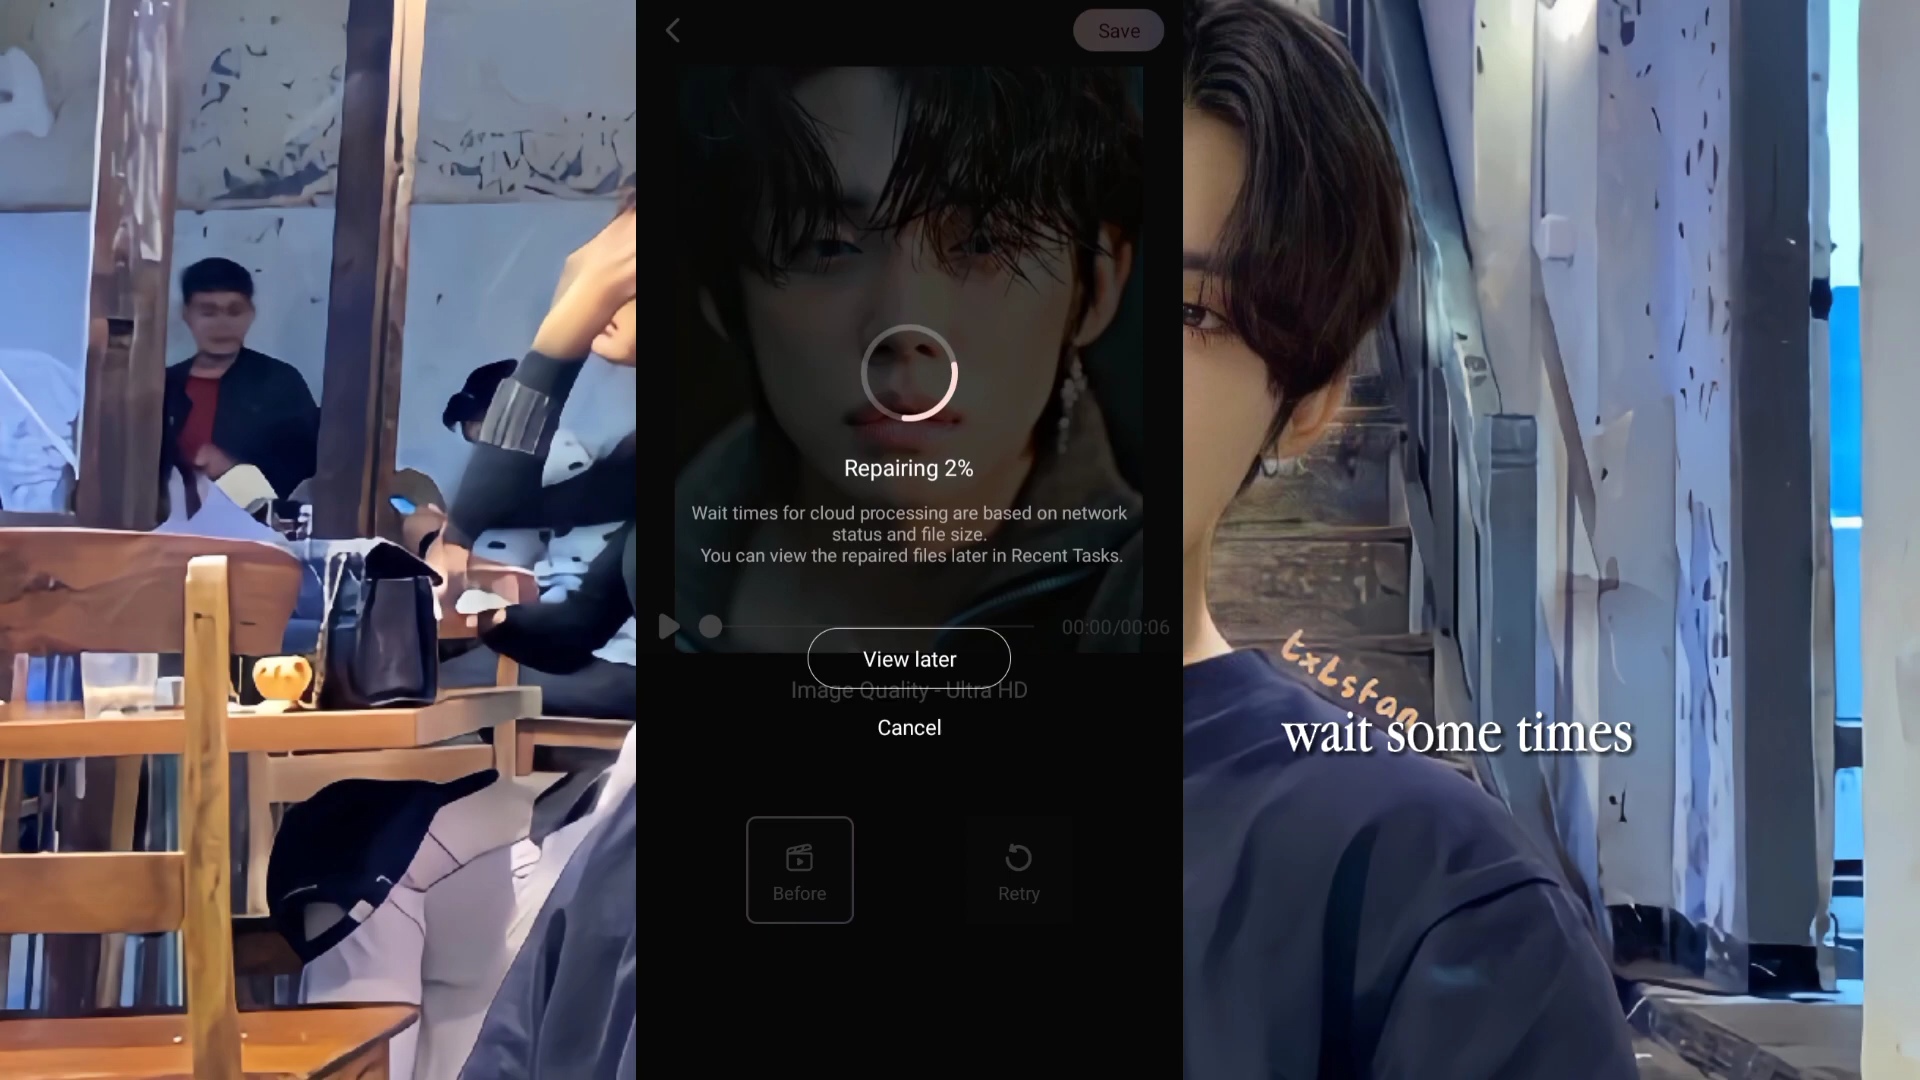 Save
Repairing 2%
Wait times for cloud processing are based on network
status and file size.
You can view the repaired files later in Recent Tasks.
00:00/00:06
View later
Image Quality - Ultra HD
Cancel
Before
Retry
txtstan
wait some times